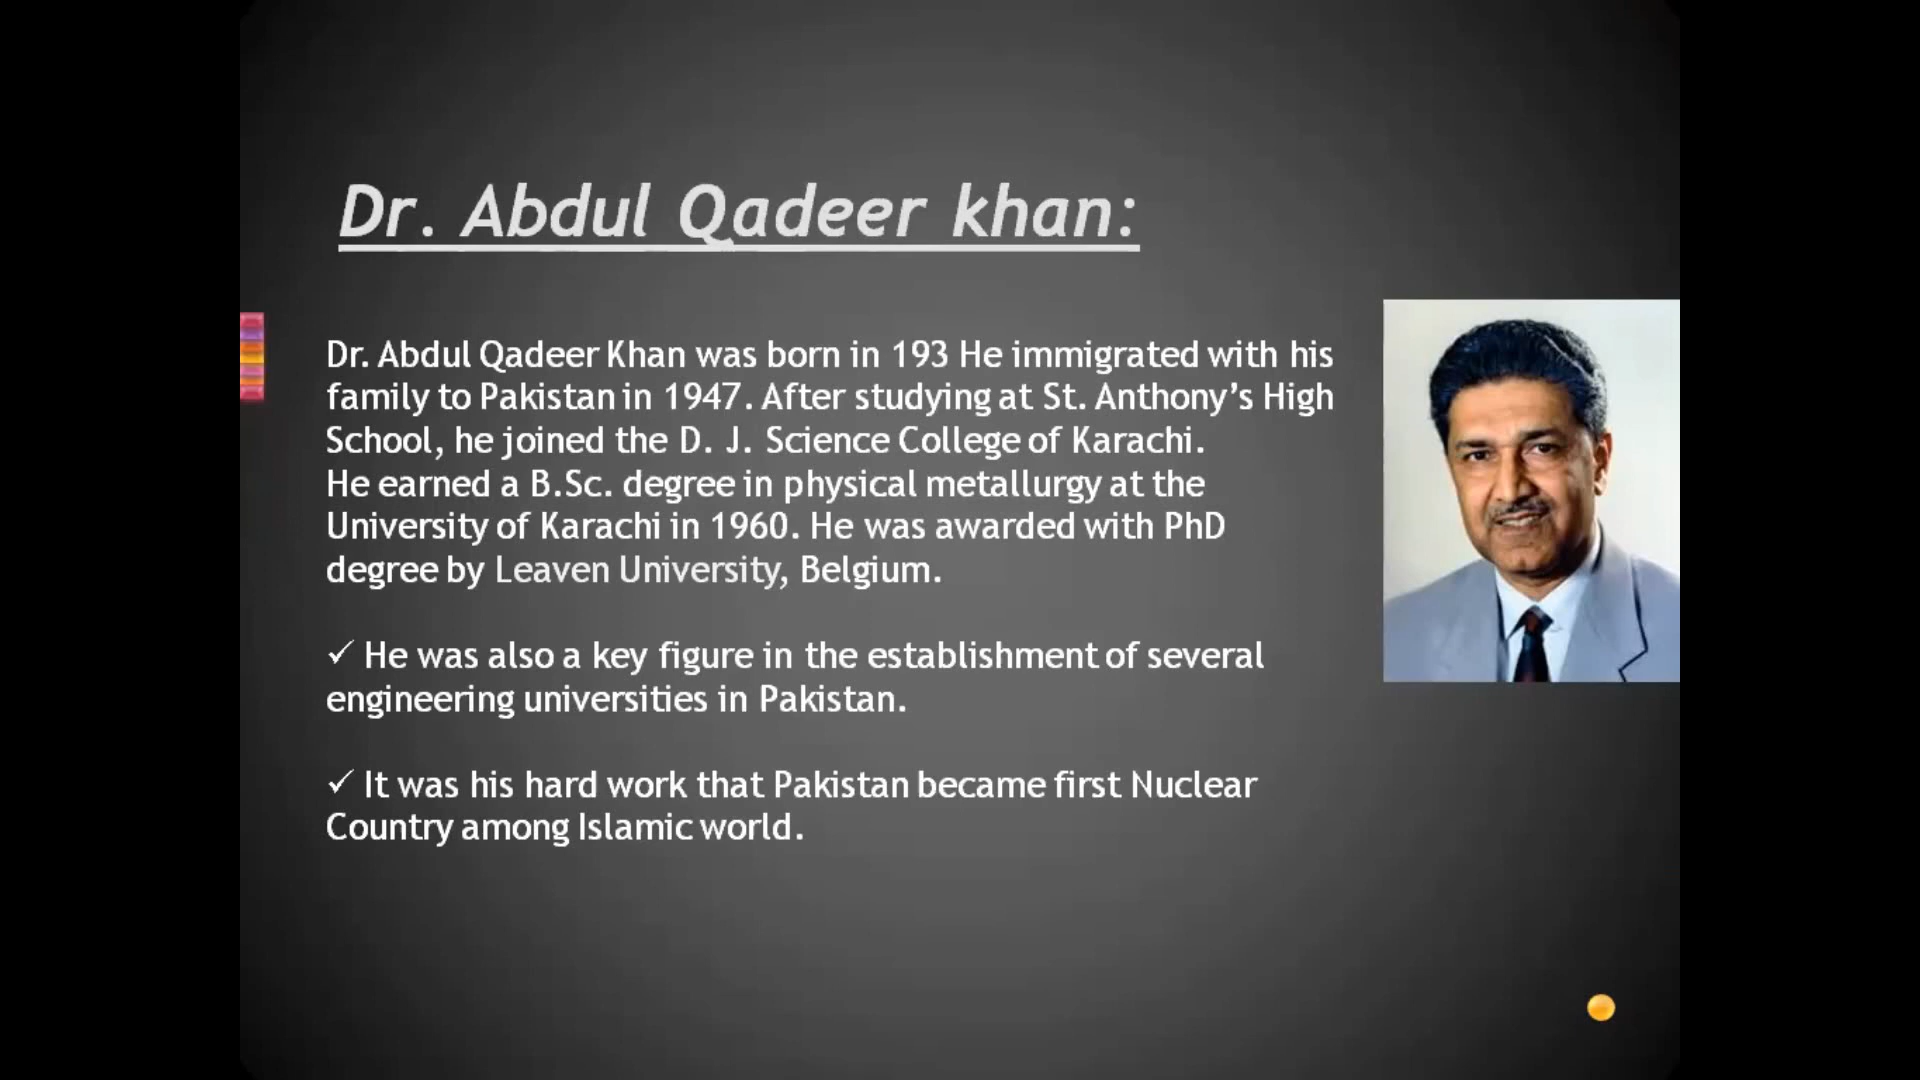 Dr. Abdul Qadeer khan:
Dr. Abdul Qadeer Khan was born in 193 He immigrated with his
family to Pakistan in 1947. After studying at St. Anthony’s High
School, he joined the D. J. Science College of Karachi.
He earned a B.Sc. degree in physical metallurgy at the
University of Karachi in 1960. He was awarded with PhD
degree by Leaven University, Belgium.
✓ He was also a key figure in the establishment of several
engineering universities in Pakistan.
✓ It was his hard work that Pakistan became first Nuclear
Country among Islamic world.